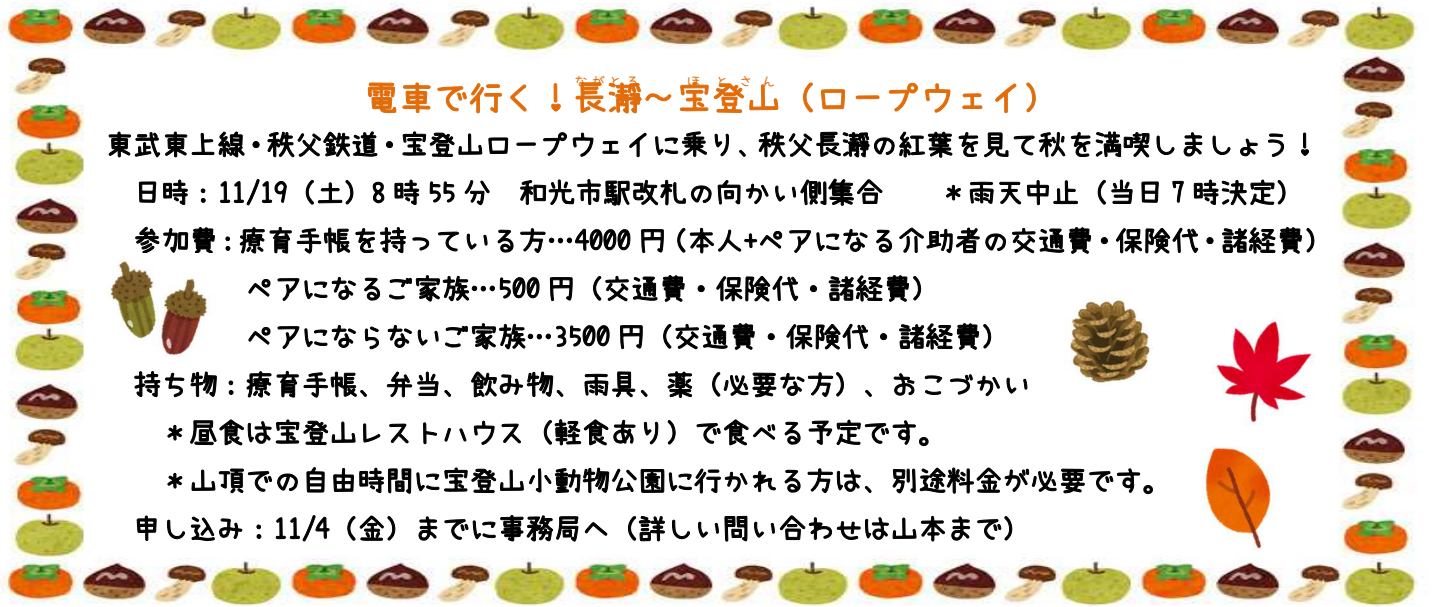 電車で行く!長瀞~宝登山(ロープウェイ)
ながとろ ほとさん
東武東上線・秩父鉄道・宝登山ロープウェイに乗り、秩父長瀞の紅葉を見て秋を満喫しましょう!
日時:11/19(土)8時55分 和光市駅改札の向かい側集合 *雨天中止(当日7時決定)
参加費:療育手帳を持っている方…4000円(本人+ペアになる介助者の交通費・保険代・諸経費)
ペアになるご家族…500円(交通費・保険代・諸経費)
ペアにならないご家族…3500円(交通費・保険代・諸経費)
持ち物:療育手帳、弁当、飲み物、雨具、薬(必要な方)、おこづかい
*昼食は宝登山レストハウス(軽食あり)で食べる予定です。
*山頂での自由時間に宝登山小動物公園に行かれる方は、別途料金が必要です。
申し込み:11/4(金)までに事務局へ(詳しい問い合わせは山本まで)